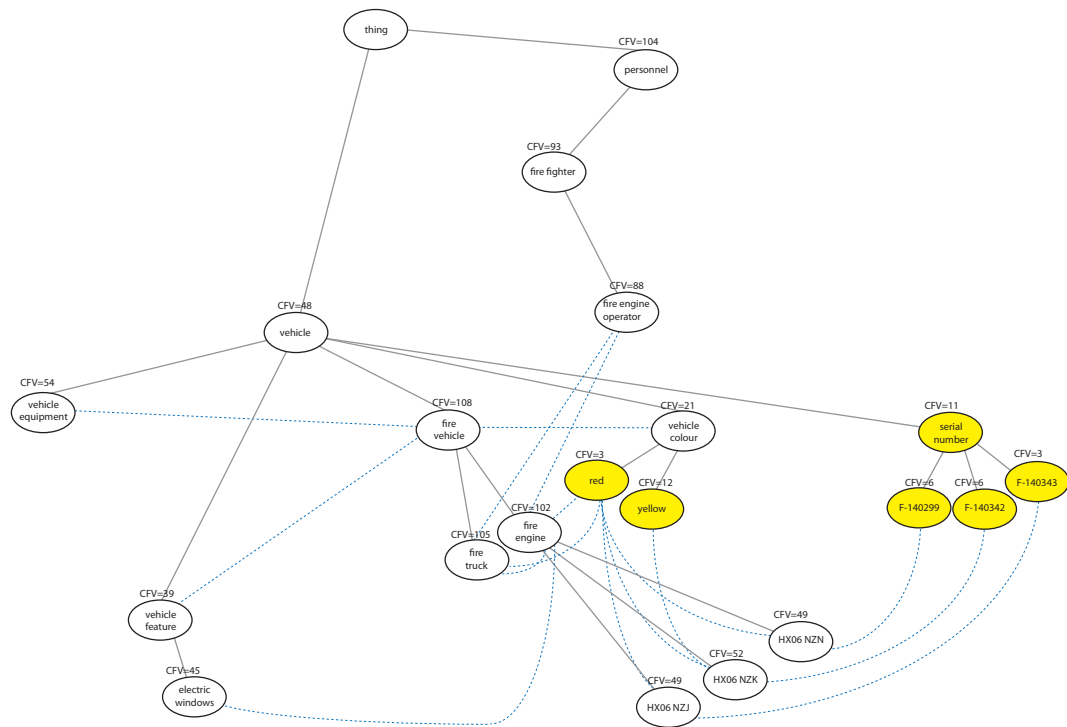 thing
CFV=104
personnel
CFV=93
fire fighter
CFV=88
fire engine
operator
CFV=48
vehicle
CFV=54
vehicle
equipment
CFV=108
fire
vehicle
CFV=21
vehicle
colour
CFV=11
serial
number
CFV=3
red
CFV=12
yellow
CFV=6
F-140299
CFV=6
F-140342
CFV=3
F-140343
CFV=102
fire
engine
CFV=105
fire
truck
CFV=39
vehicle
feature
CFV=45
electric
windows
CFV=49
HX06 NZN
CFV=52
HX06 NZK
CFV=49
HX06 NZJ